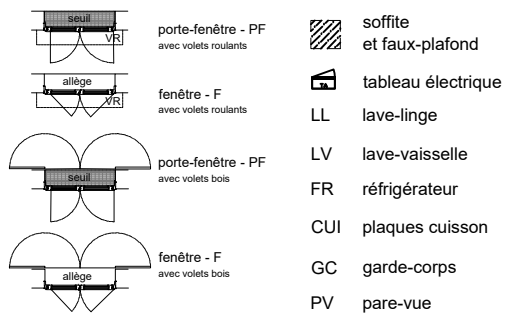 seuil
VR
porte-fenêtre - PF
avec volets roulants
allège
VR
fenêtre - F
avec volets roulants
porte-fenêtre - PF
avec volets bois
seuil
fenêtre - F
avec volets bois
allège
soffite
et faux-plafond
TA
tableau électrique
LL lave-linge
LV lave-vaisselle
FR réfrigérateur
CUI plaques cuisson
GC garde-corps
PV pare-vue